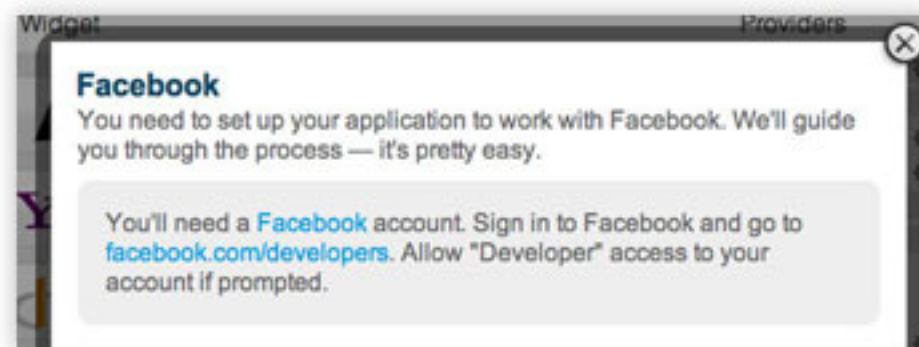 Widget Providers
Facebook
You need to set up your application to work with Facebook. We'll guide
you through the process — it's pretty easy.
You'll need a Facebook account. Sign in to Facebook and go to
facebook.com/developers. Allow "Developer" access to your
account if prompted.